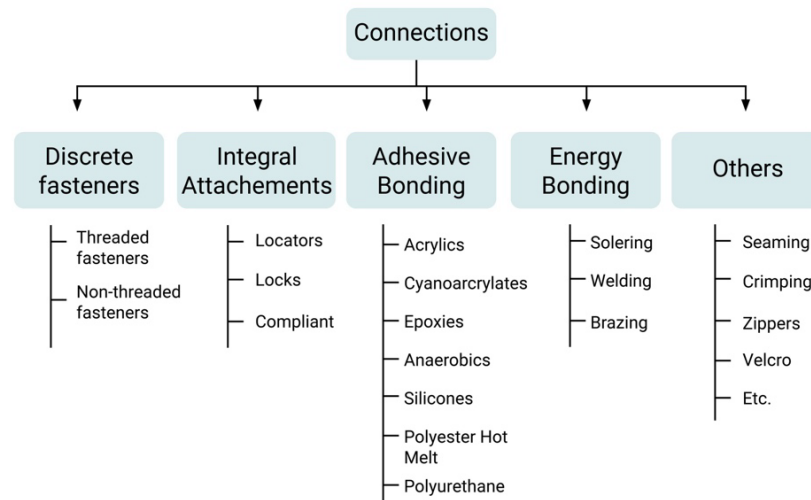 Connections
Discrete
fasteners
Integral
Attachements
Adhesive
Bonding
Energy
Bonding
Others
Threaded
fasteners
Non-threaded
fasteners
Locators
Locks
Compliant
Acrylics
Cyanoarcrylates
Epoxies
Anaerobics
Silicones
Polyester Hot
Melt
Polyurethane
Solering
Welding
Brazing
Seaming
Crimping
Zippers
Velcro
Etc.